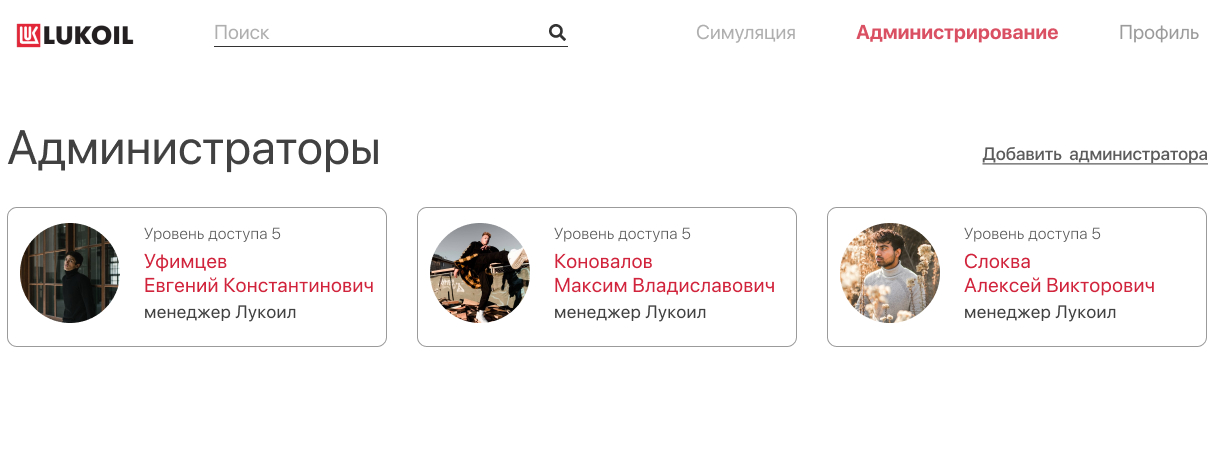 LUKOIL
Поиск
Симуляция
Администрирование
Профиль
Администраторы
Добавить администратора
Уровень доступа 5
Уфимцев
Евгений Константинович
менеджер Лукоил
Уровень доступа 5
Коновалов
Максим Владиславович
менеджер Лукоил
Уровень доступа 5
Слоква
Алексей Викторович
менеджер Лукоил